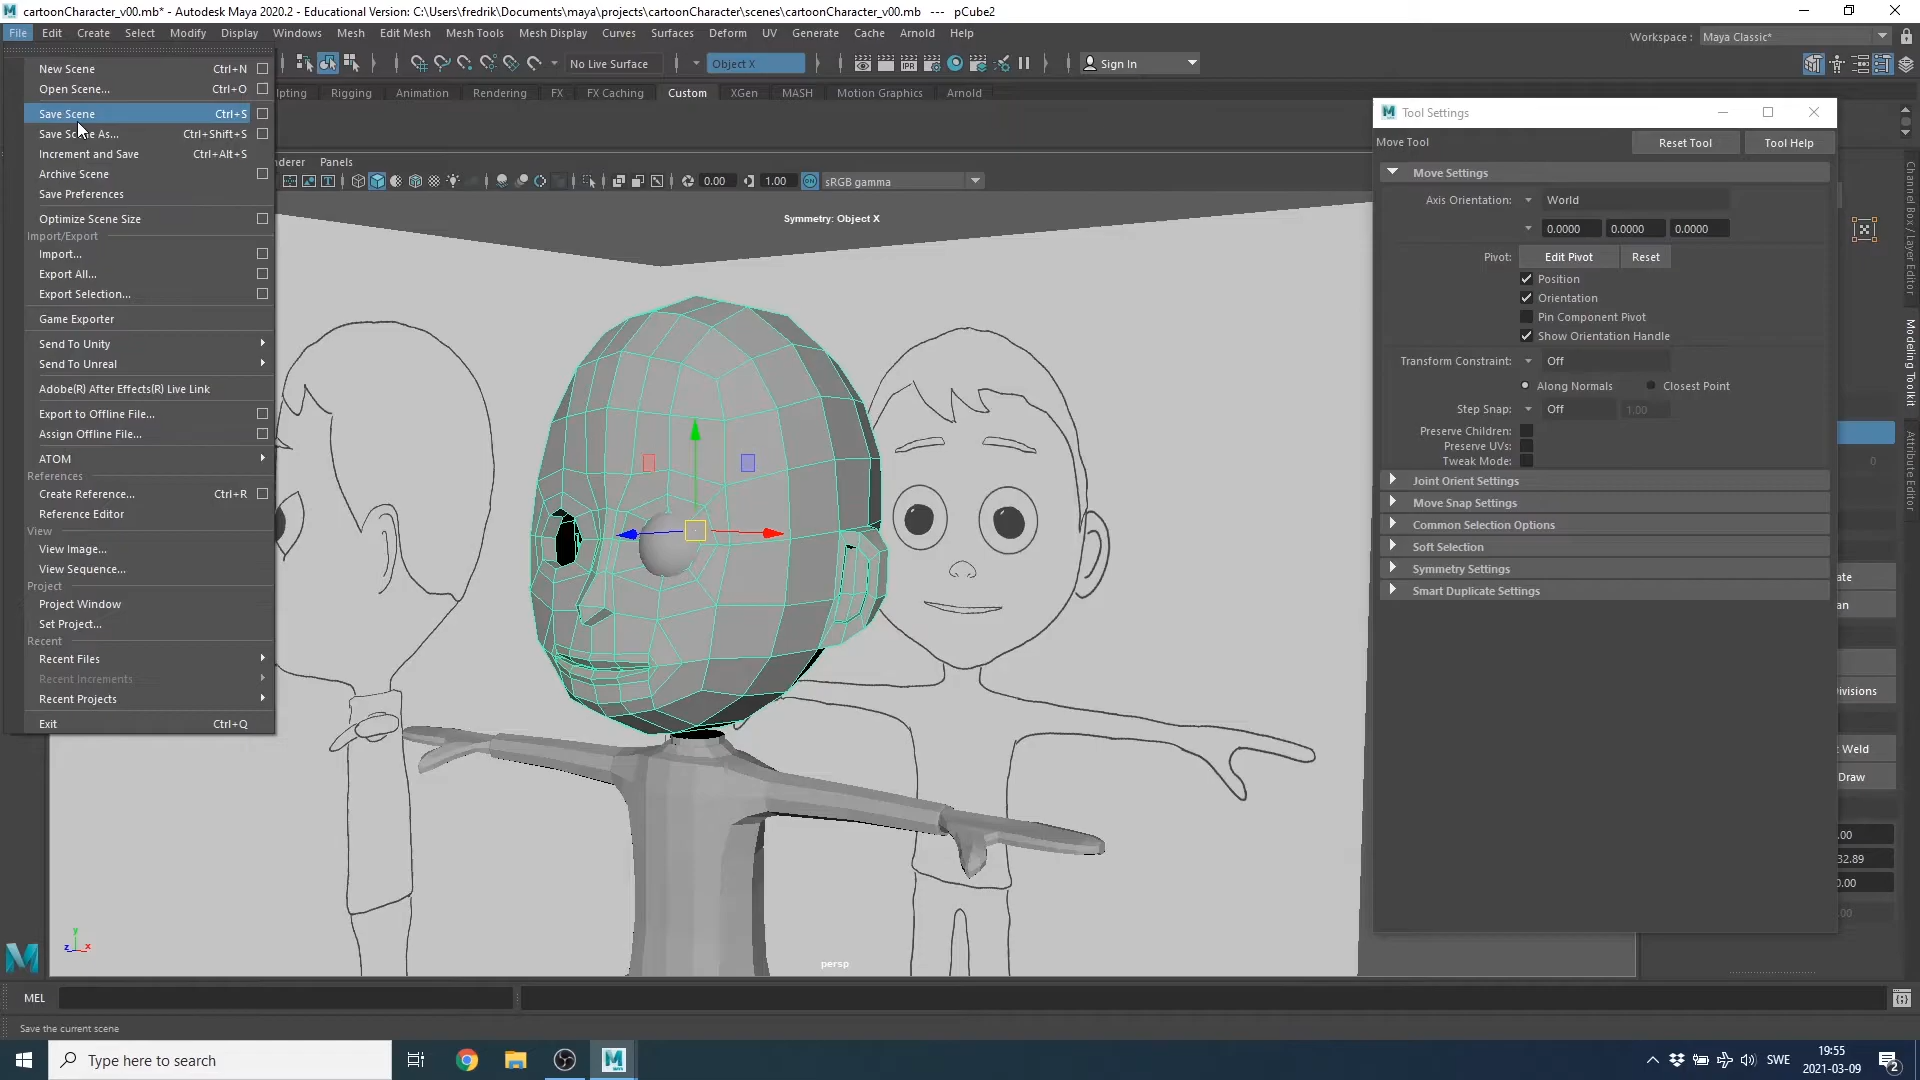 cartoonCharacter_v00.mb* - Autodesk Maya 2020.2 - Educational Version: C:\Users\fredrik\Documents\maya\projects\cartoonCharacter\scenes\cartoonCharacter_v00.mb --- pCube2
File Edit Create Select Modify Display Windows Mesh Edit Mesh Mesh Tools Mesh Display Curves Surfaces Deform UV Generate Cache Arnold Help
Workspace : Maya Classic*
No Live Surface Object X Sign In
Rigging Animation Rendering FX FX Caching Custom XGen MASH Motion Graphics Arnold
Panels
0.00 1.00 ON sRGB gamma
Symmetry: Object X
persp
New Scene Ctrl+N
Open Scene... Ctrl+O
Save Scene Ctrl+S
Save Scene As... Ctrl+Shift+S
Increment and Save Ctrl+Alt+S
Archive Scene
Save Preferences
Optimize Scene Size
Import/Export
Import...
Export All...
Export Selection...
Game Exporter
Send To Unity
Send To Unreal
Adobe(R) After Effects(R) Live Link
Export to Offline File...
Assign Offline File...
ATOM
References
Create Reference... Ctrl+R
Reference Editor
View
View Image...
View Sequence...
Project
Project Window
Set Project...
Recent
Recent Files
Recent Increments
Recent Projects
Exit Ctrl+Q
Tool Settings
Move Tool Reset Tool Tool Help
Move Settings
Axis Orientation: World
0.0000 0.0000 0.0000
Pivot: Edit Pivot Reset
Position
Orientation
Pin Component Pivot
Show Orientation Handle
Transform Constraint: Off
Along Normals Closest Point
Step Snap: Off 1.00
Preserve Children:
Preserve UVs:
Tweak Mode:
Joint Orient Settings
Move Snap Settings
Common Selection Options
Soft Selection
Symmetry Settings
Smart Duplicate Settings
Channel Box / Layer Editor
Modeling Toolkit
Attribute Editor
0
Weld
Draw
y
z x
MEL
Save the current scene
Type here to search
SWE
19:55
2021-03-09
2